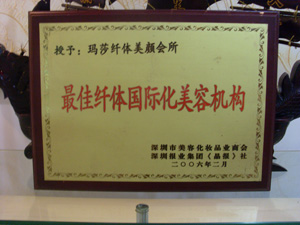 授予：玛莎纤体美颜会所
最佳纤体国际化美容机构
深圳市美容化妆品业商会
深圳报业集团《晶报》社
二〇〇六年二月